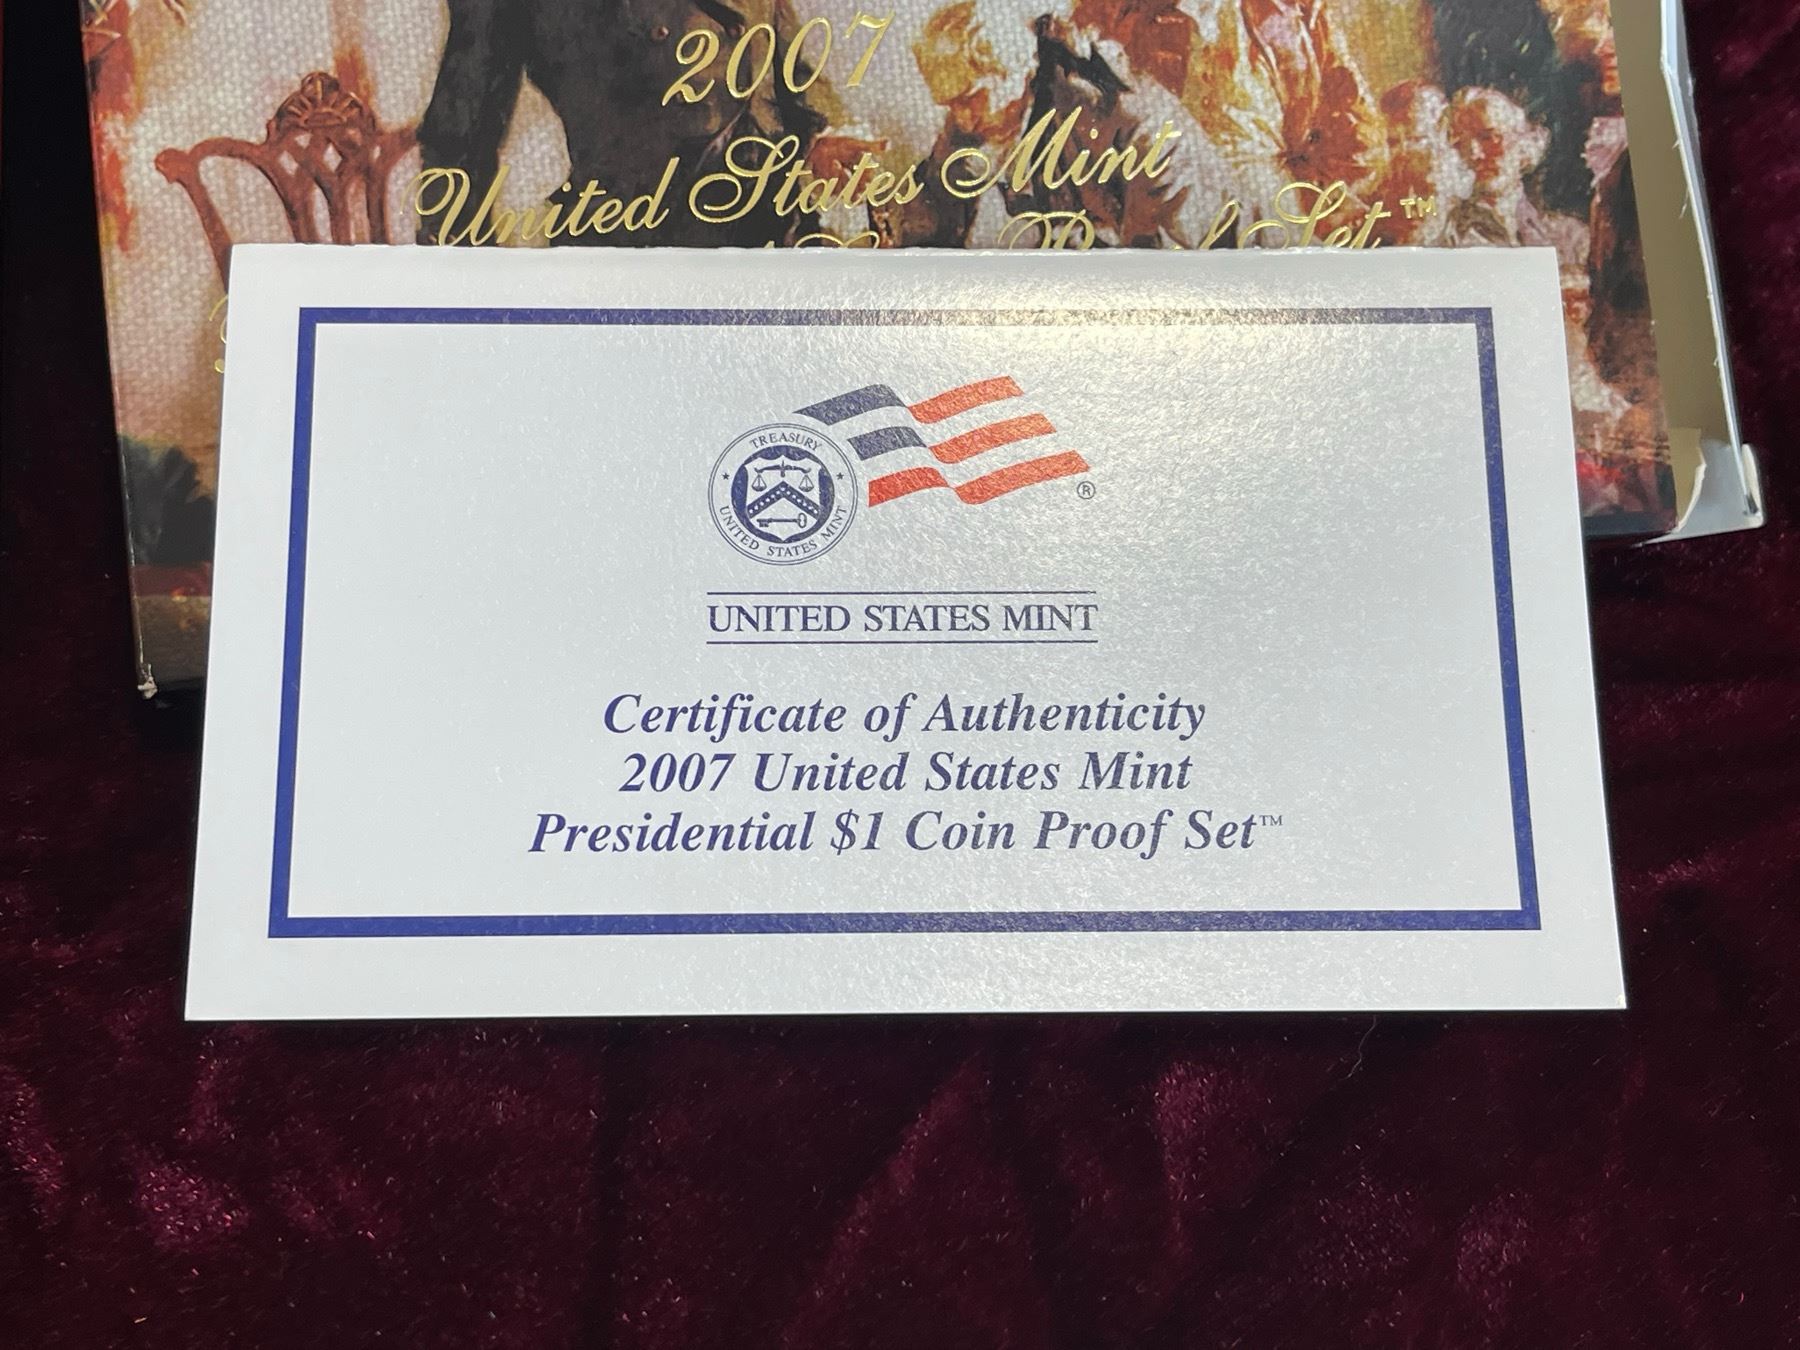 2007
United States Mint
Set™
TREASURY
UNITED STATES MINT
®
UNITED STATES MINT
Certificate of Authenticity
2007 United States Mint
Presidential $1 Coin Proof Set™